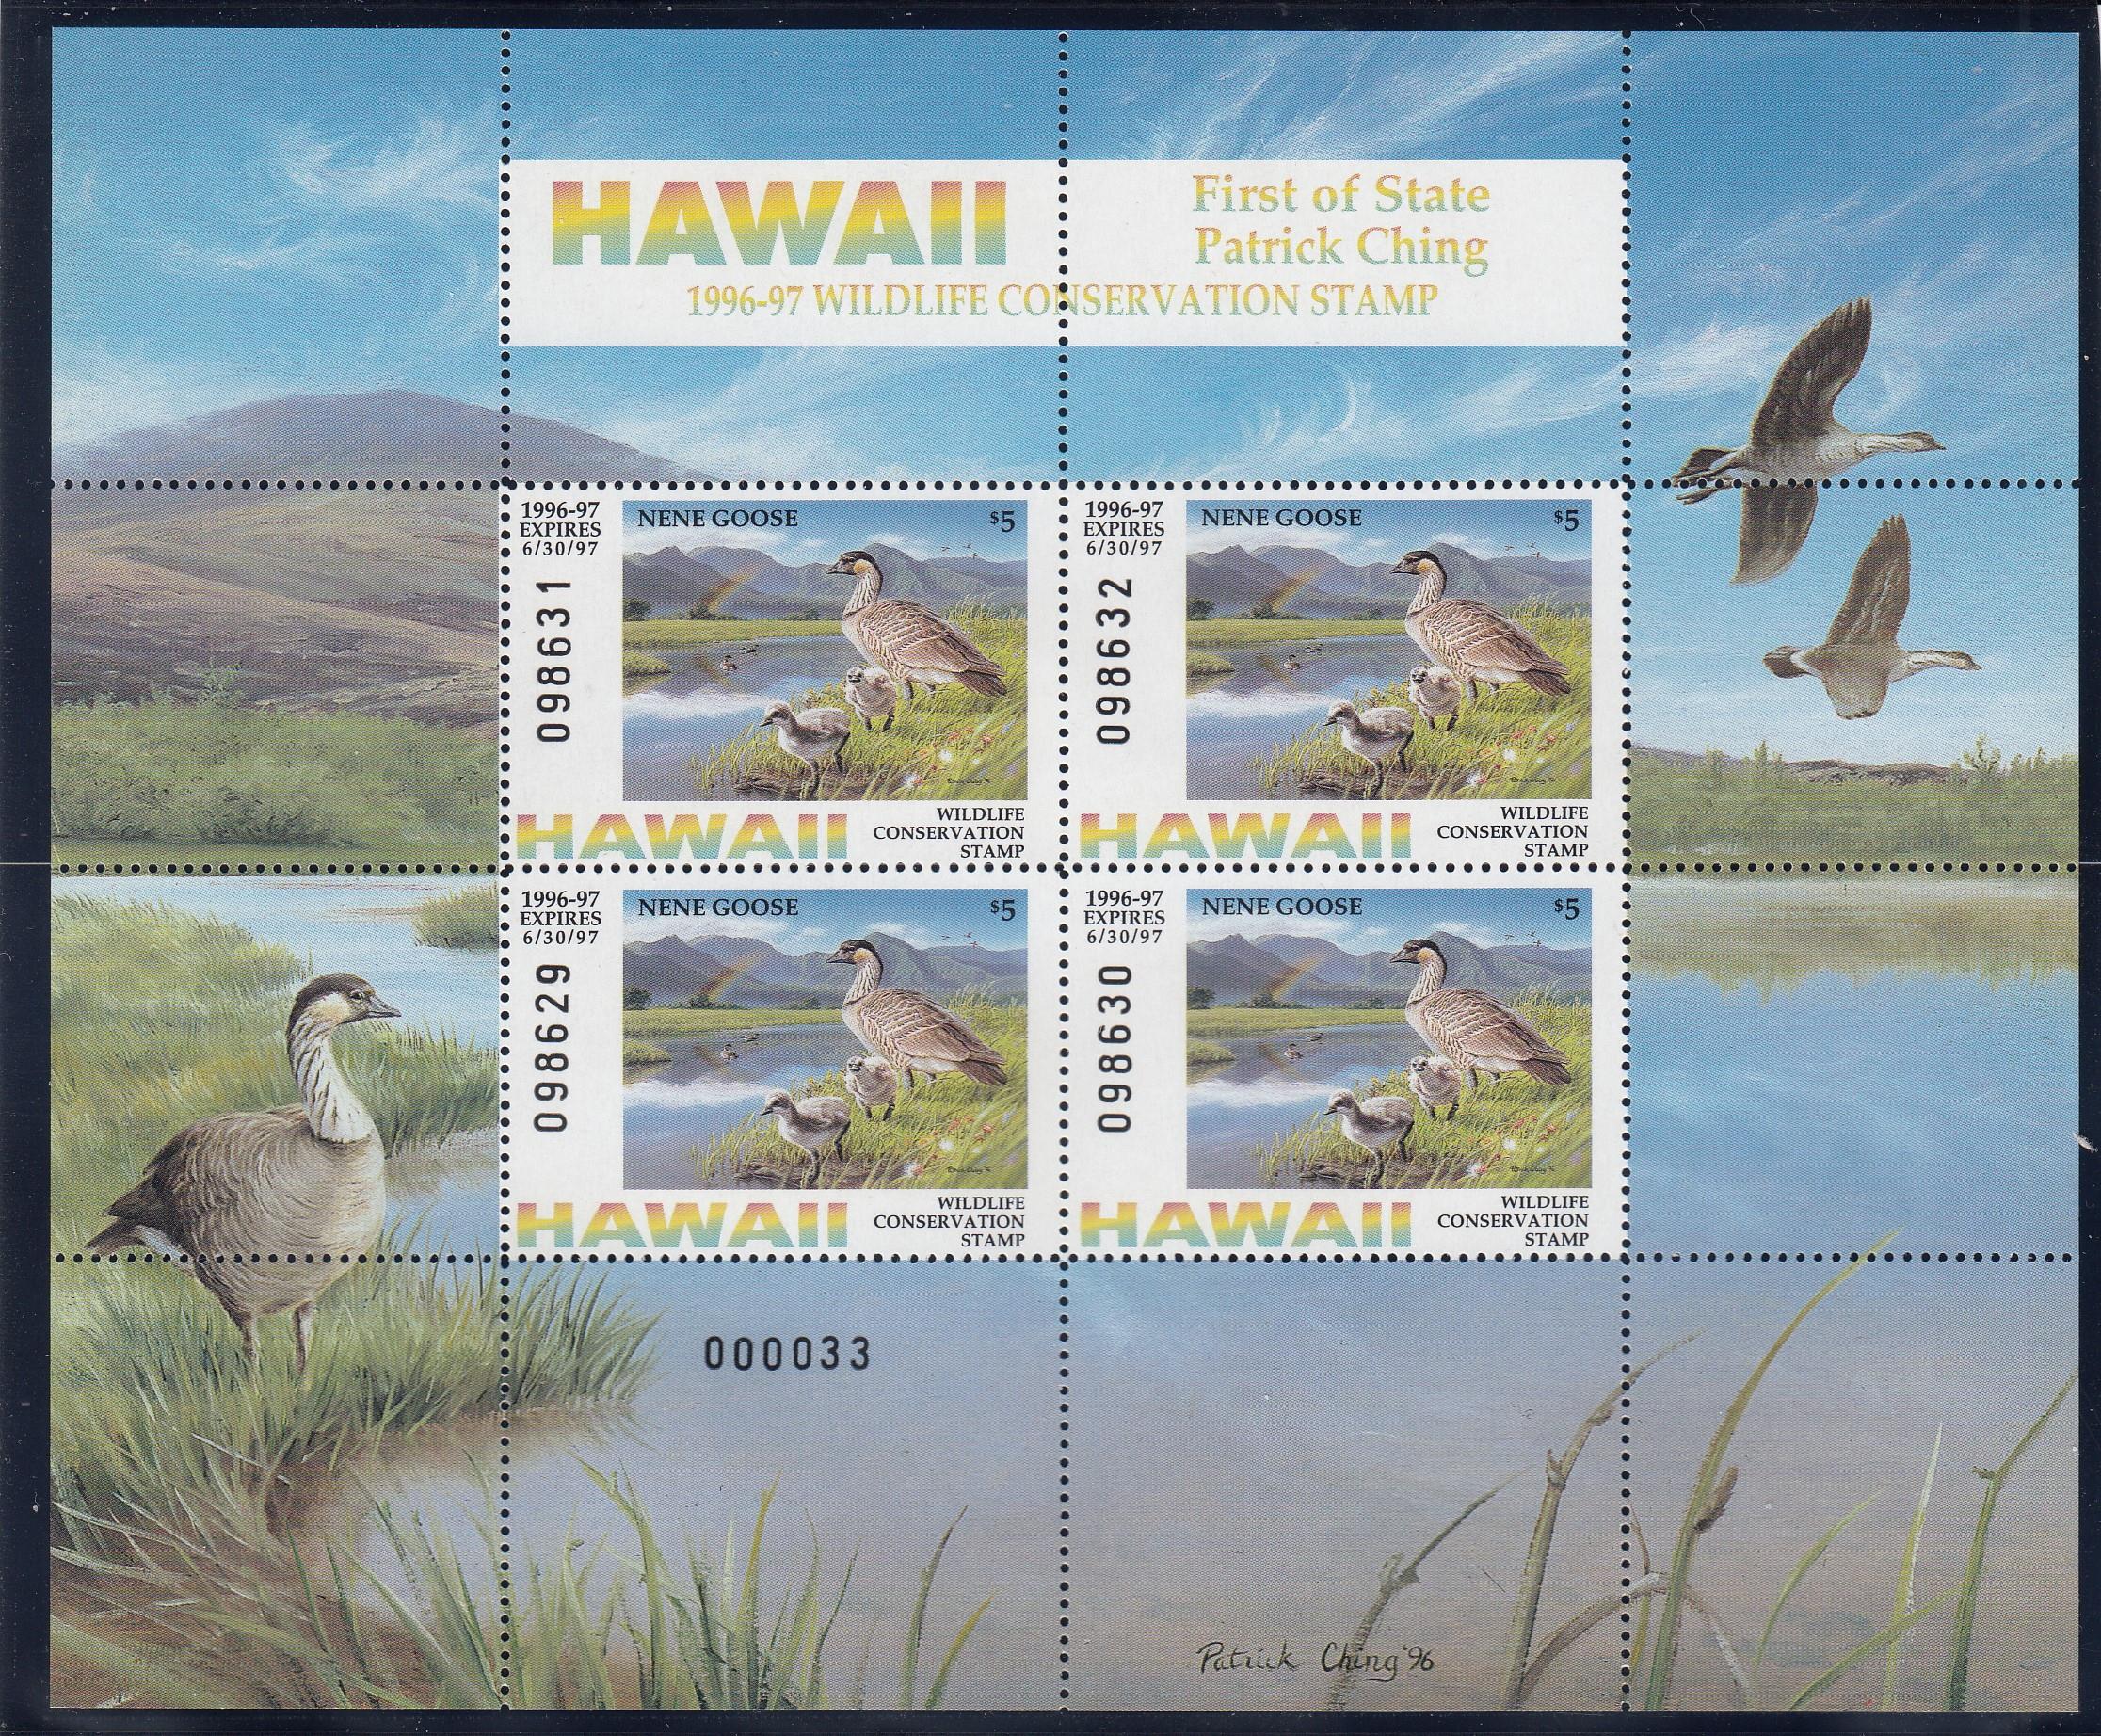 HAWAII
First of State
Patrick Ching
1996-97 WILDLIFE CONSERVATION STAMP
1996-97
EXPIRES
6/30/97
098631
NENE GOOSE $5
HAWAII
WILDLIFE
CONSERVATION
STAMP
1996-97
EXPIRES
6/30/97
098632
NENE GOOSE $5
HAWAII
WILDLIFE
CONSERVATION
STAMP
1996-97
EXPIRES
6/30/97
098629
NENE GOOSE $5
HAWAII
WILDLIFE
CONSERVATION
STAMP
1996-97
EXPIRES
6/30/97
098630
NENE GOOSE $5
HAWAII
WILDLIFE
CONSERVATION
STAMP
000033
Patrick Ching '96